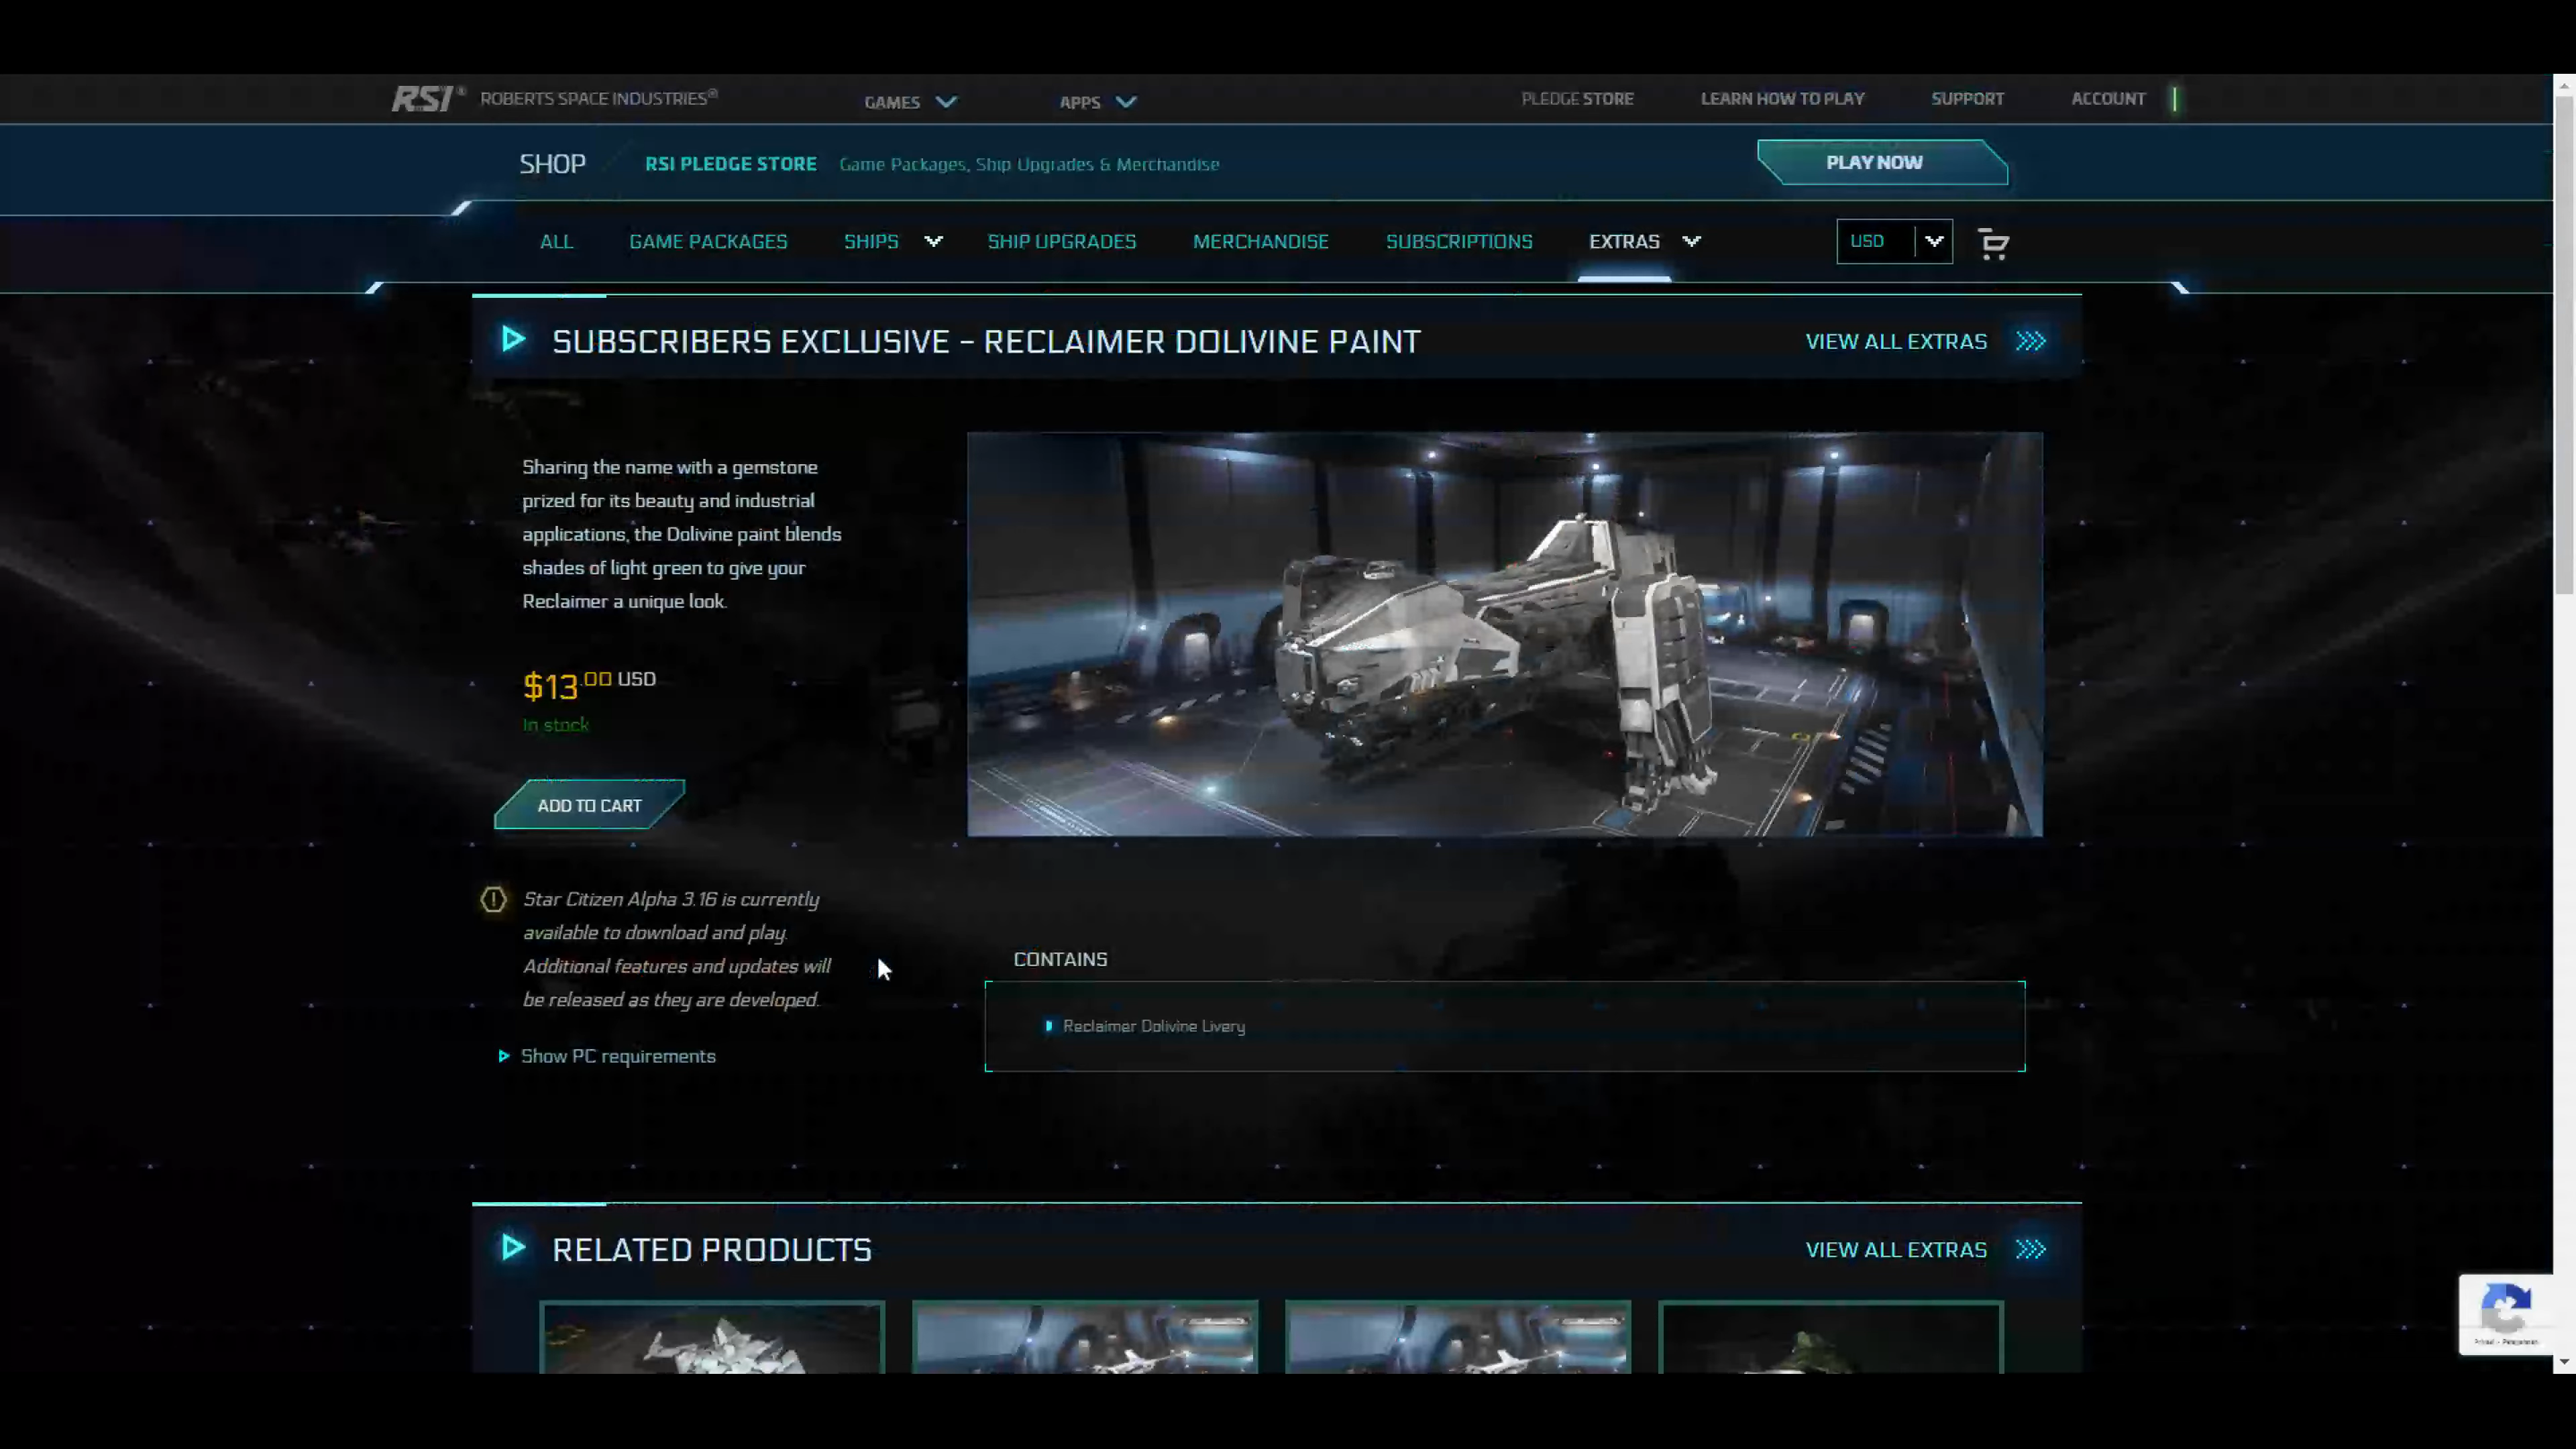 RSI® ROBERTS SPACE INDUSTRIES® GAMES APPS PLEDGE STORE LEARN HOW TO PLAY SUPPORT ACCOUNT
SHOP RSI PLEDGE STORE Game Packages, Ship Upgrades & Merchandise PLAY NOW
ALL GAME PACKAGES SHIPS SHIP UPGRADES MERCHANDISE SUBSCRIPTIONS EXTRAS USD
SUBSCRIBERS EXCLUSIVE - RECLAIMER DOLIVINE PAINT VIEW ALL EXTRAS
Sharing the name with a gemstone
prized for its beauty and industrial
applications, the Dolivine paint blends
shades of light green to give your
Reclaimer a unique look.
$13.00 USD
In stock
ADD TO CART
Star Citizen Alpha 3.16 is currently
available to download and play.
Additional features and updates will
be released as they are developed.
Show PC requirements
CONTAINS
Reclaimer Dolivine Livery
RELATED PRODUCTS VIEW ALL EXTRAS